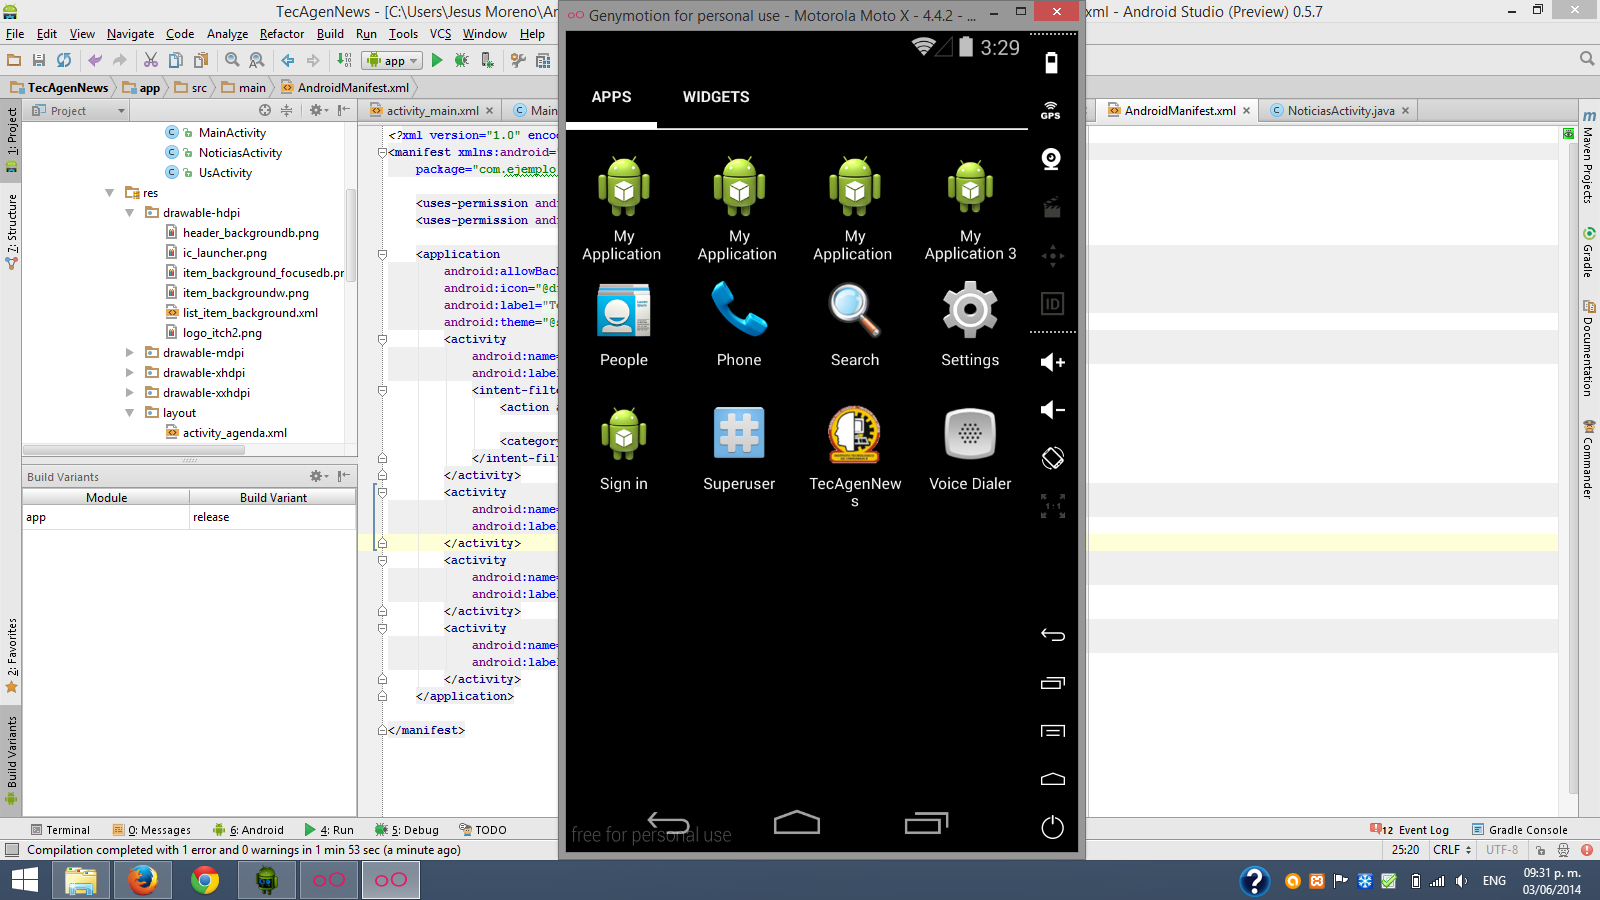 TecAgenNews - [C:\Users\Jesus Moreno\An
Genymotion for personal use - Motorola Moto X - 4.4.2 - ...
xml - Android Studio (Preview) 0.5.7
File Edit View Navigate Code Analyze Refactor Build Run Tools VCS Window Help
app
TecAgenNews app src main AndroidManifest.xml
Project
activity_main.xml
Main
AndroidManifest.xml
NoticiasActivity.java
1: Project
7: Structure
2: Favorites
Build Variants
MainActivity
NoticiasActivity
UsActivity
res
drawable-hdpi
header_backgroundb.png
ic_launcher.png
item_background_focusedb.pr
item_backgroundw.png
list_item_background.xml
logo_itch2.png
drawable-mdpi
drawable-xhdpi
drawable-xxhdpi
layout
activity_agenda.xml
Build Variants
Module Build Variant
app release
<?xml version="1.0" enco
<manifest xmlns:android="
package="com.ejemplo
<uses-permission and
<uses-permission and
<application
android:allowBac
android:icon="@d
android:label="T
android:theme="@
<activity
android:name=
android:label
<intent-filt
<action a
<category
</intent-fil
</activity>
<activity
android:name=
android:label
</activity>
<activity
android:name=
android:label
</activity>
<activity
android:name=
android:label
</activity>
</application>
</manifest>
3:29
APPS WIDGETS
My Application
My Application
My Application
My Application 3
People Phone Search Settings
Sign in Superuser TecAgenNew
s
Voice Dialer
free for personal use
GPS
ID
1:1
Maven Projects
Gradle
Documentation
Commander
Terminal 0: Messages 6: Android 4: Run 5: Debug TODO
12 Event Log Gradle Console
Compilation completed with 1 error and 0 warnings in 1 min 53 sec (a minute ago)
25:20 CRLF UTF-8
ENG
09:31 p. m.
03/06/2014